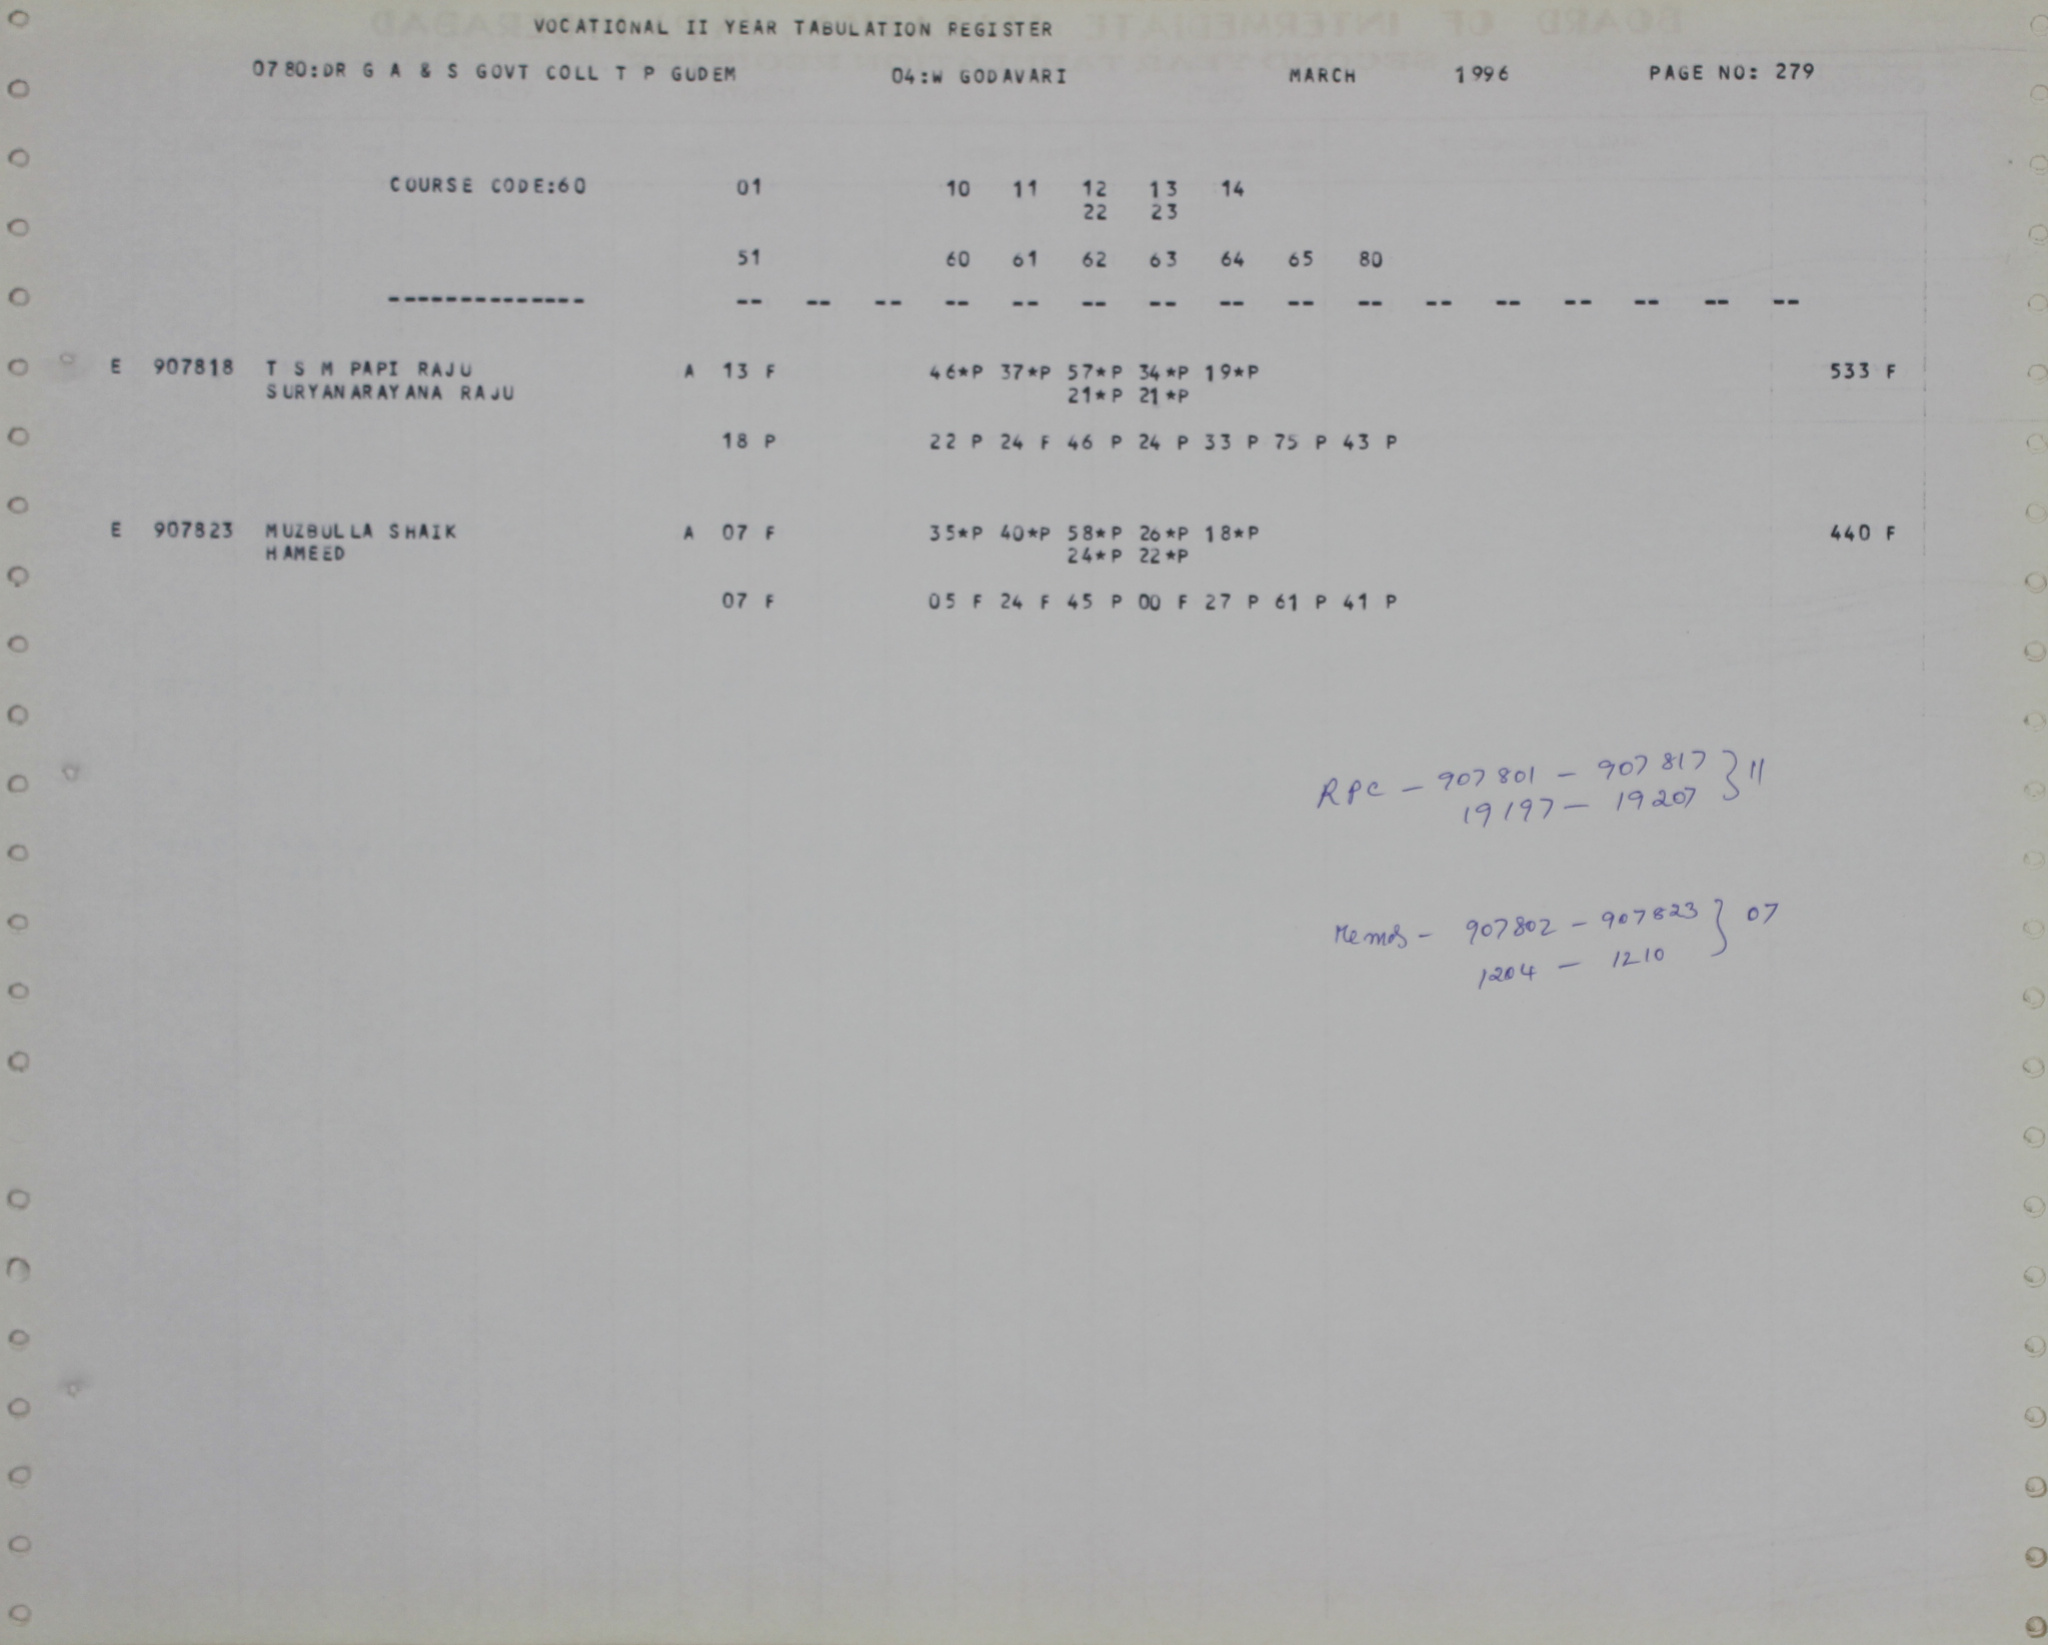 VOCATIONAL II YEAR TABULATION REGISTER
0780:DR G A & S GOVT COLL T P GUDEM 04:W GODAVARI MARCH 1996 PAGE NO: 279
COURSE CODE:60 01 10 11 12 13 14
22 23
51 60 61 62 63 64 65 80
-------------- -- -- -- -- -- -- -- -- -- -- -- -- -- -- -- --
E 907818 T S M PAPI RAJU A 13 F 46*P 37*P 57*P 34*P 19*P 533 F
SURYANARAYANA RAJU 21*P 21*P
18 P 22 P 24 F 46 P 24 P 33 P 75 P 43 P
E 907823 MUZBULLA SHAIK A 07 F 35*P 40*P 58*P 26*P 18*P 440 F
HAMEED 24*P 22*P
07 F 05 F 24 F 45 P 00 F 27 P 61 P 41 P
RPC - 907801 - 907817 } 11
19197 - 19207
Memos - 907802 - 907823 } 07
1204 - 1210